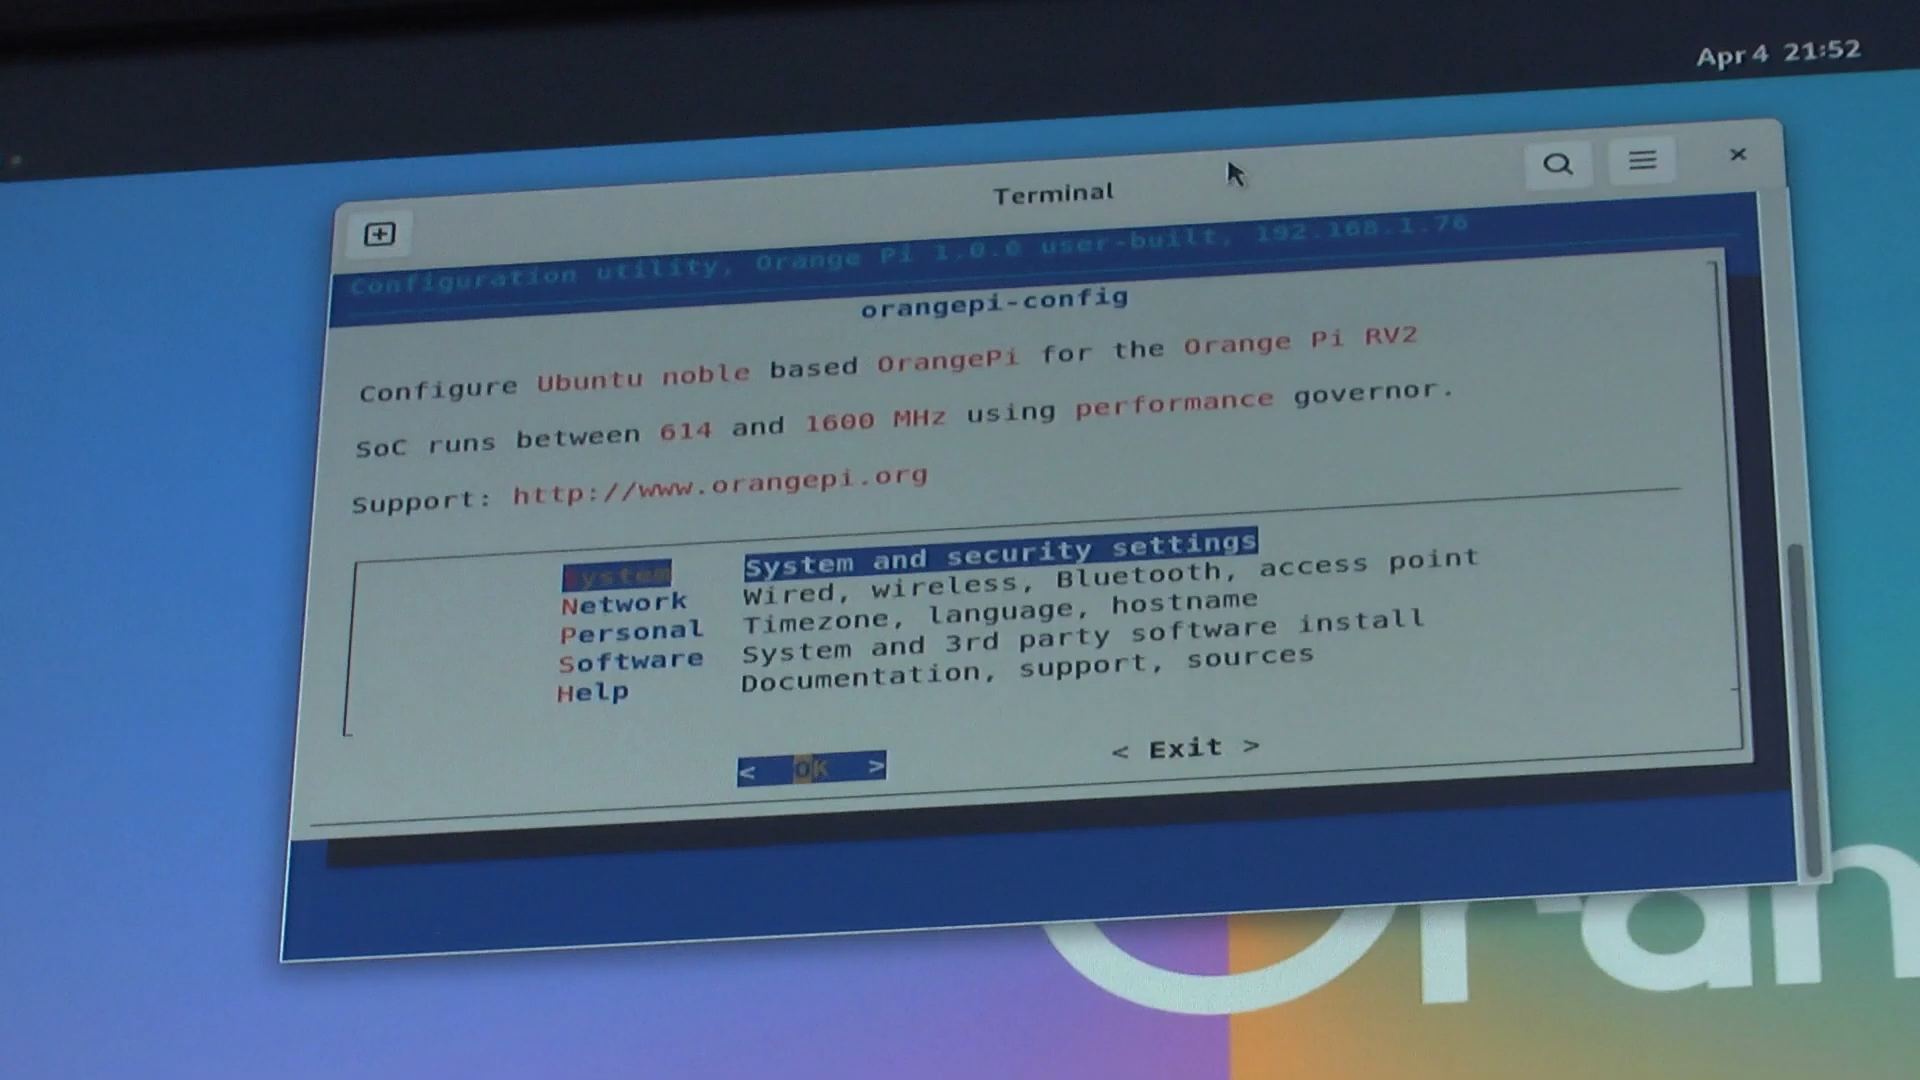 Apr 4 21:52
Terminal
Configuration utility, Orange Pi 1.0.0 user-built, 192.168.1.76
orangepi-config
Configure Ubuntu noble based OrangePi for the Orange Pi RV2
SoC runs between 614 and 1600 MHz using performance governor.
Support: http://www.orangepi.org
System System and security settings
Network Wired, wireless, Bluetooth, access point
Personal Timezone, language, hostname
Software System and 3rd party software install
Help Documentation, support, sources
< OK > < Exit >
Oran